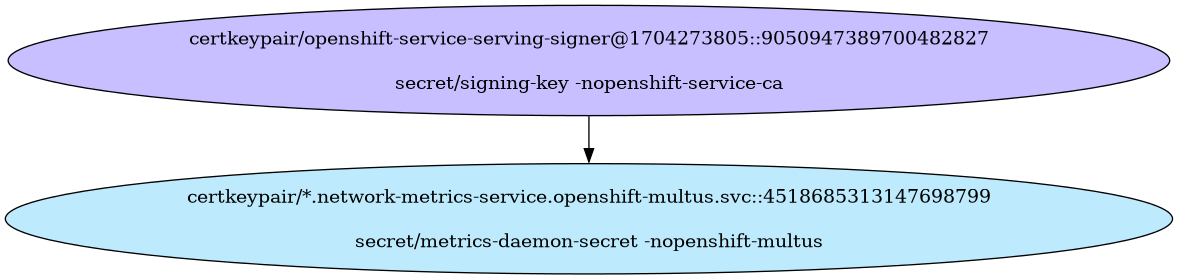 certkeypair/openshift-service-serving-signer@1704273805::9050947389700482827
secret/signing-key -nopenshift-service-ca
certkeypair/*.network-metrics-service.openshift-multus.svc::4518685313147698799
secret/metrics-daemon-secret -nopenshift-multus